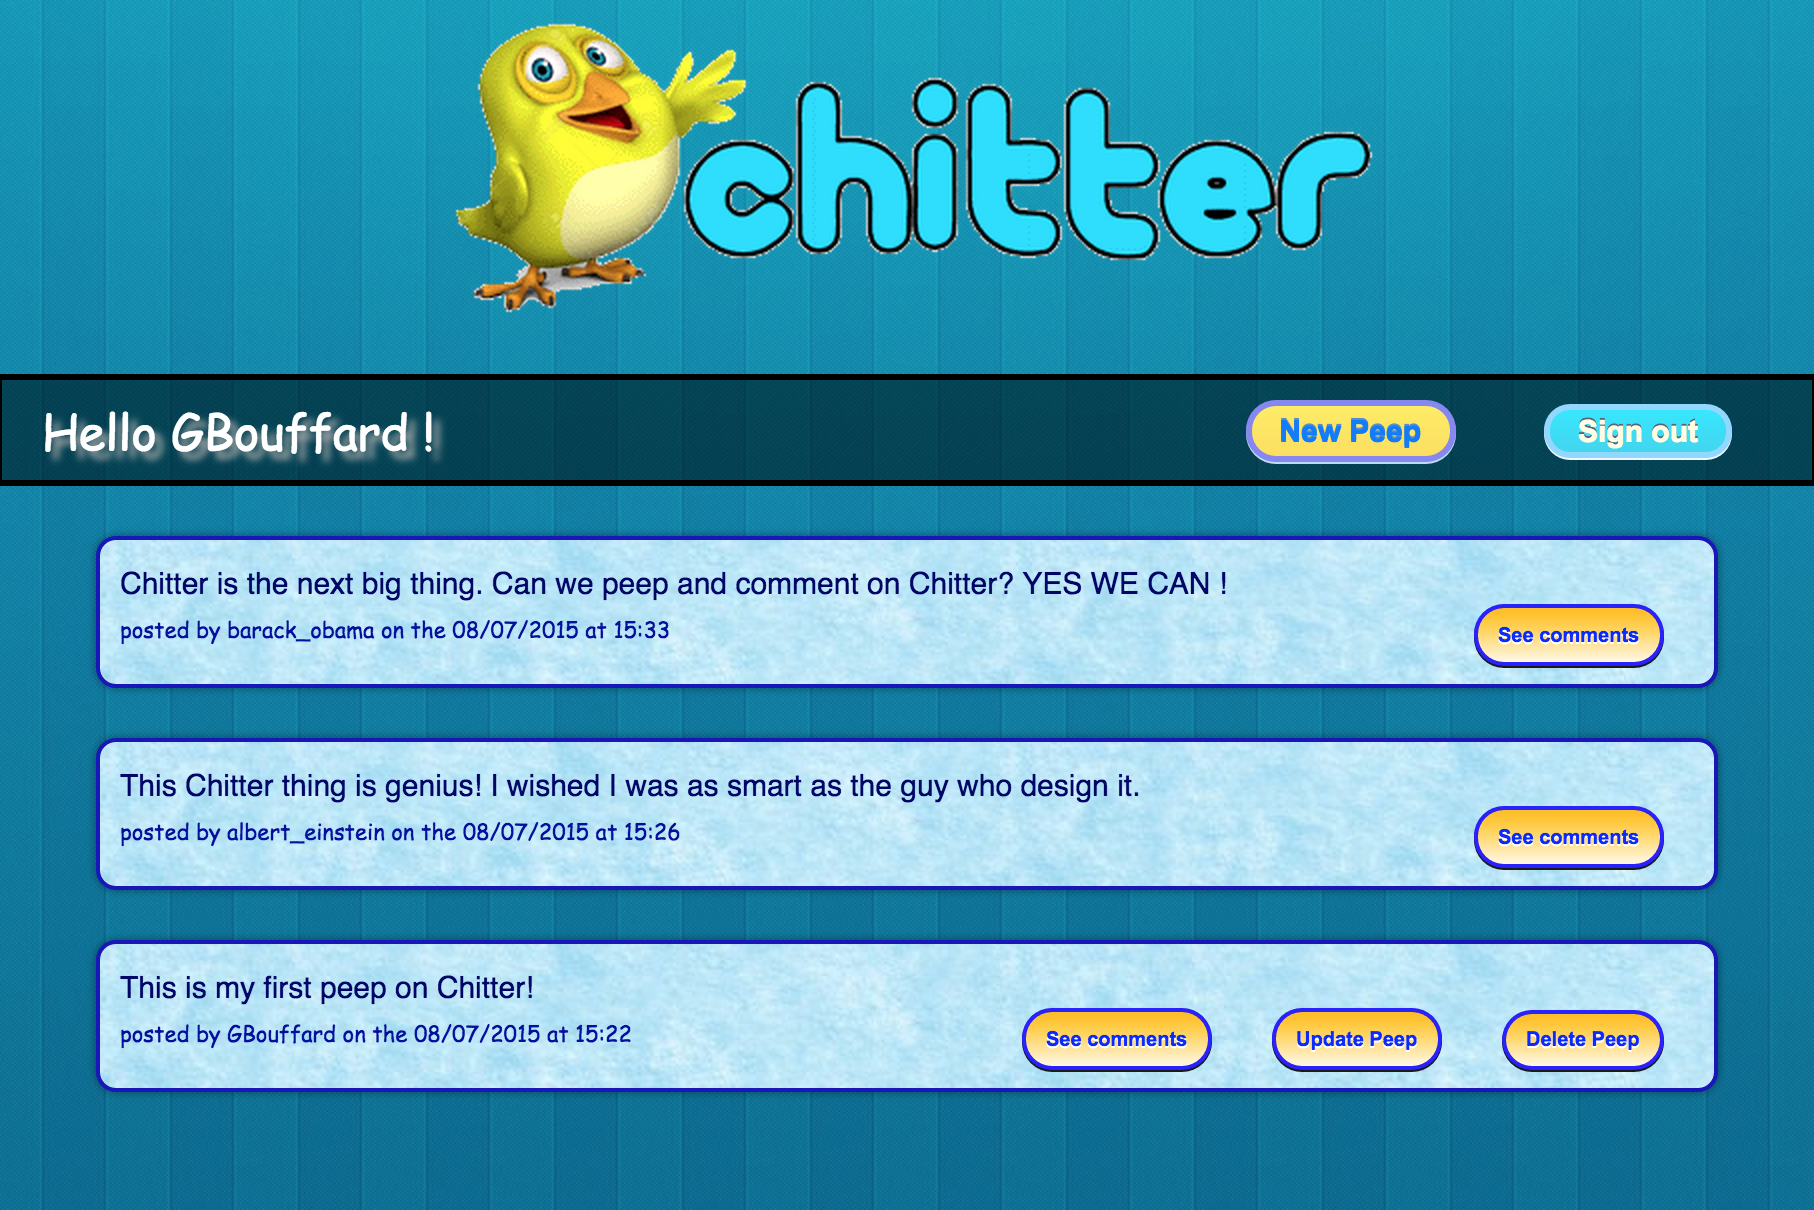 chitter
Hello GBouffard !
New Peep
Sign out
Chitter is the next big thing. Can we peep and comment on Chitter? YES WE CAN !
posted by barack_obama on the 08/07/2015 at 15:33
See comments
This Chitter thing is genius! I wished I was as smart as the guy who design it.
posted by albert_einstein on the 08/07/2015 at 15:26
See comments
This is my first peep on Chitter!
posted by GBouffard on the 08/07/2015 at 15:22
See comments
Update Peep
Delete Peep